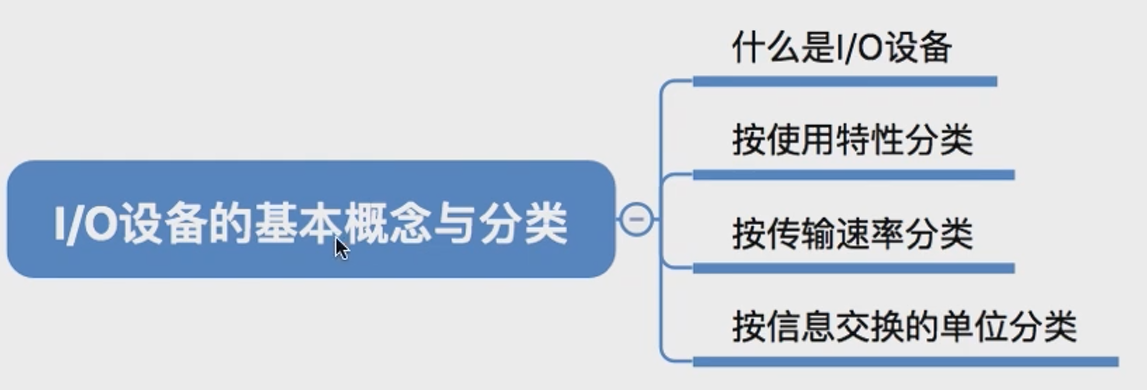 什么是I/O设备
按使用特性分类
I/O设备的基本概念与分类
按传输速率分类
按信息交换的单位分类